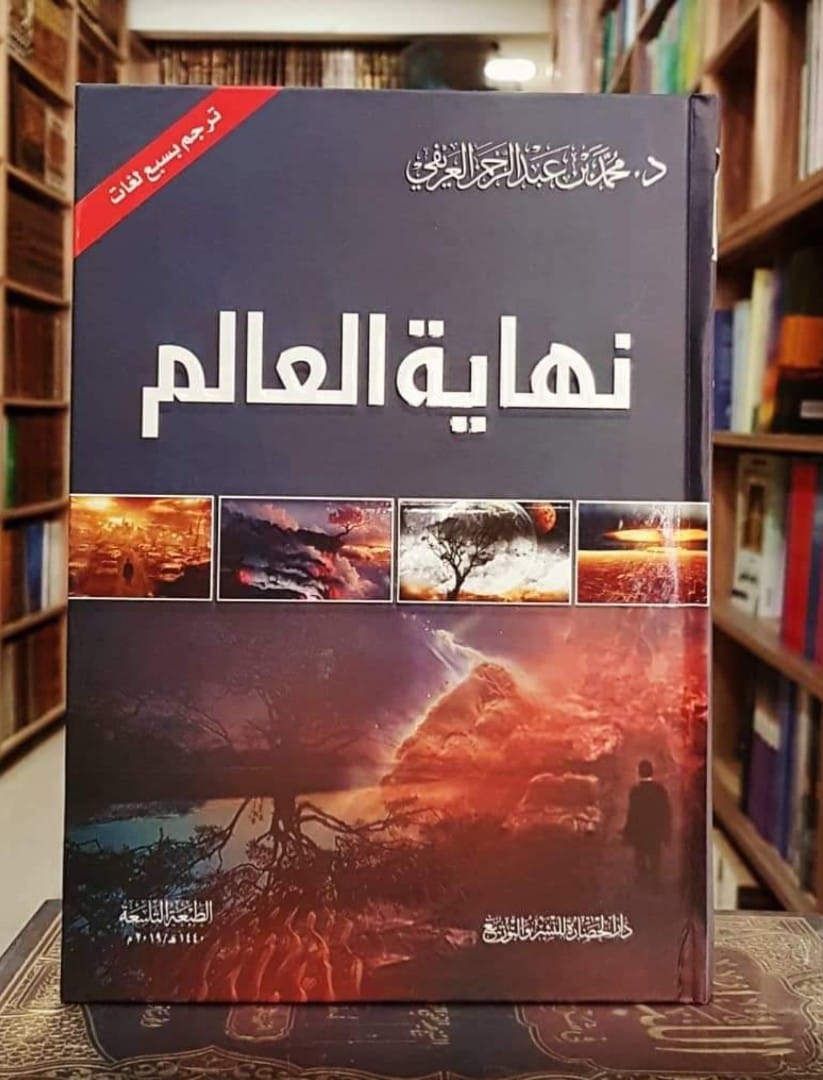 ترجم بسبع لغات
د. محمد بن عبد الرحمن العريفي
نهاية العالم
الطبعة التاسعة
١٤٤٠هـ/٢٠١٩م
دار الحضارة للنشر والتوزيع